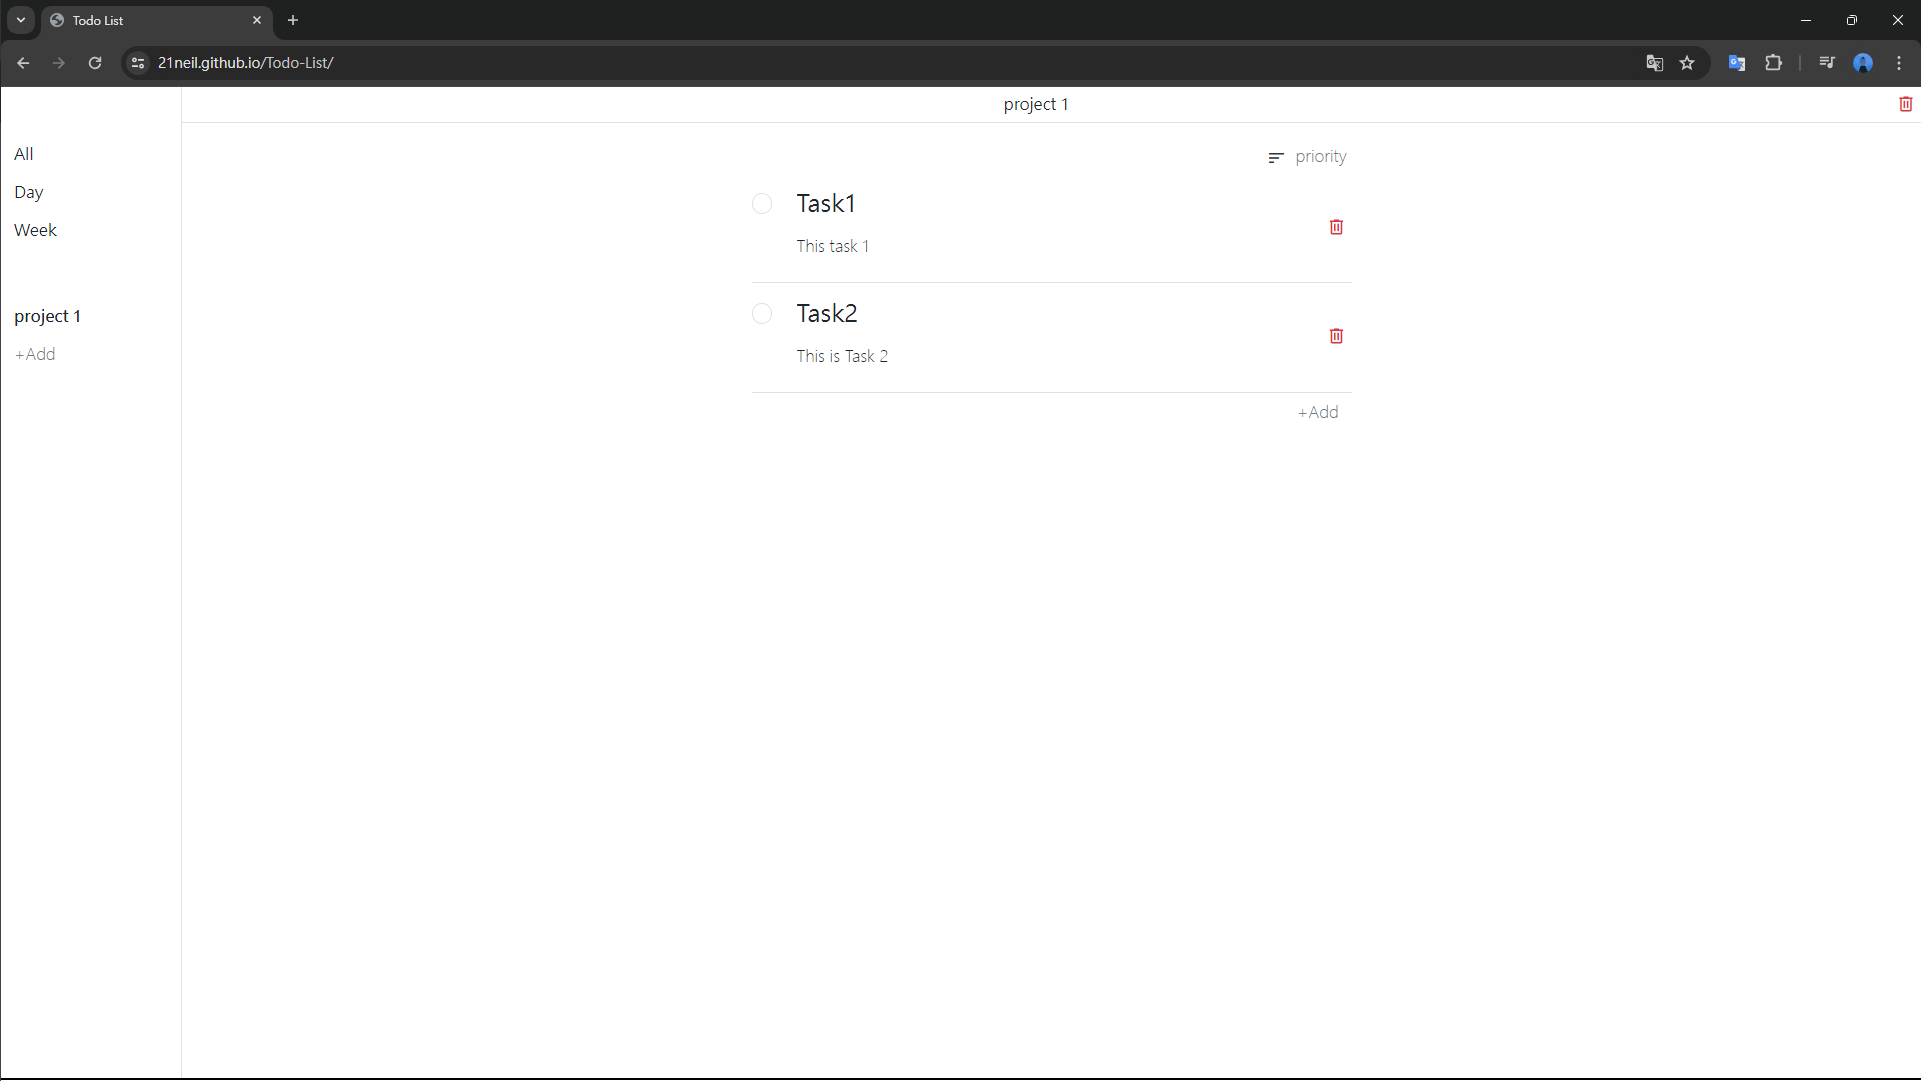 Todo List
21neil.github.io/Todo-List/
project 1
All
Day
Week
project 1
+Add
priority
Task1
This task 1
Task2
This is Task 2
+Add